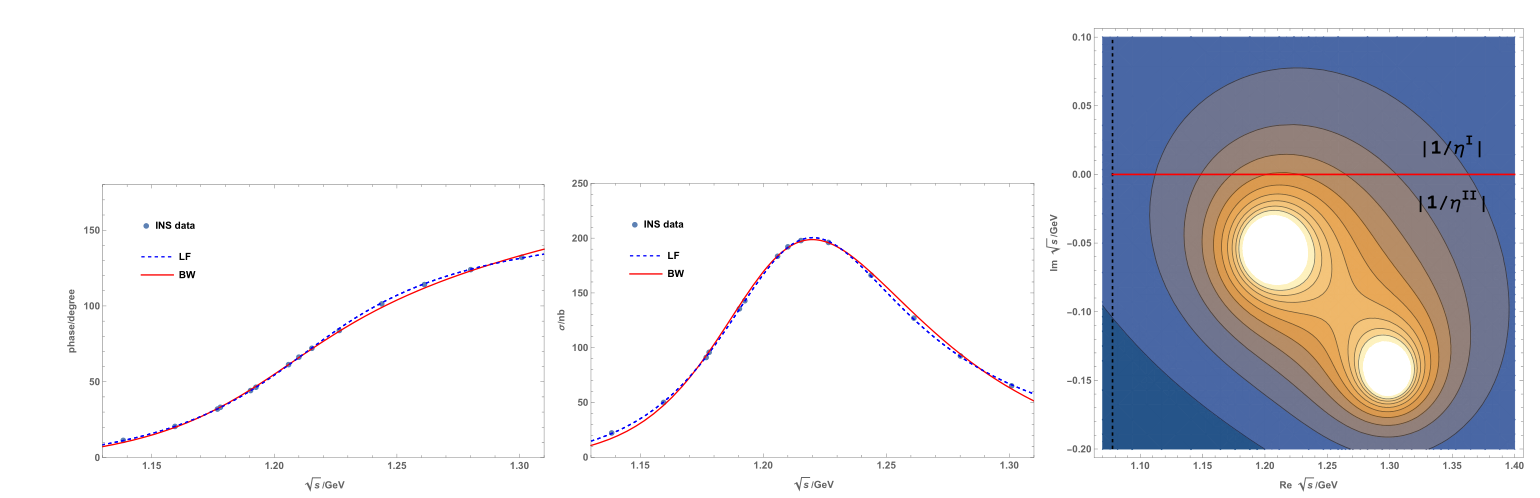 phase/degree
150
100
50
0
INS data
LF
BW
1.15
1.20
1.25
1.30
√s /GeV
σ/nb
250
200
150
100
50
0
INS data
LF
BW
1.15
1.20
1.25
1.30
√s /GeV
Im √s /GeV
0.10
0.05
0.00
−0.05
−0.10
−0.15
−0.20
|1/η^I|
|1/η^II|
1.10
1.15
1.20
1.25
1.30
1.35
1.40
Re √s /GeV